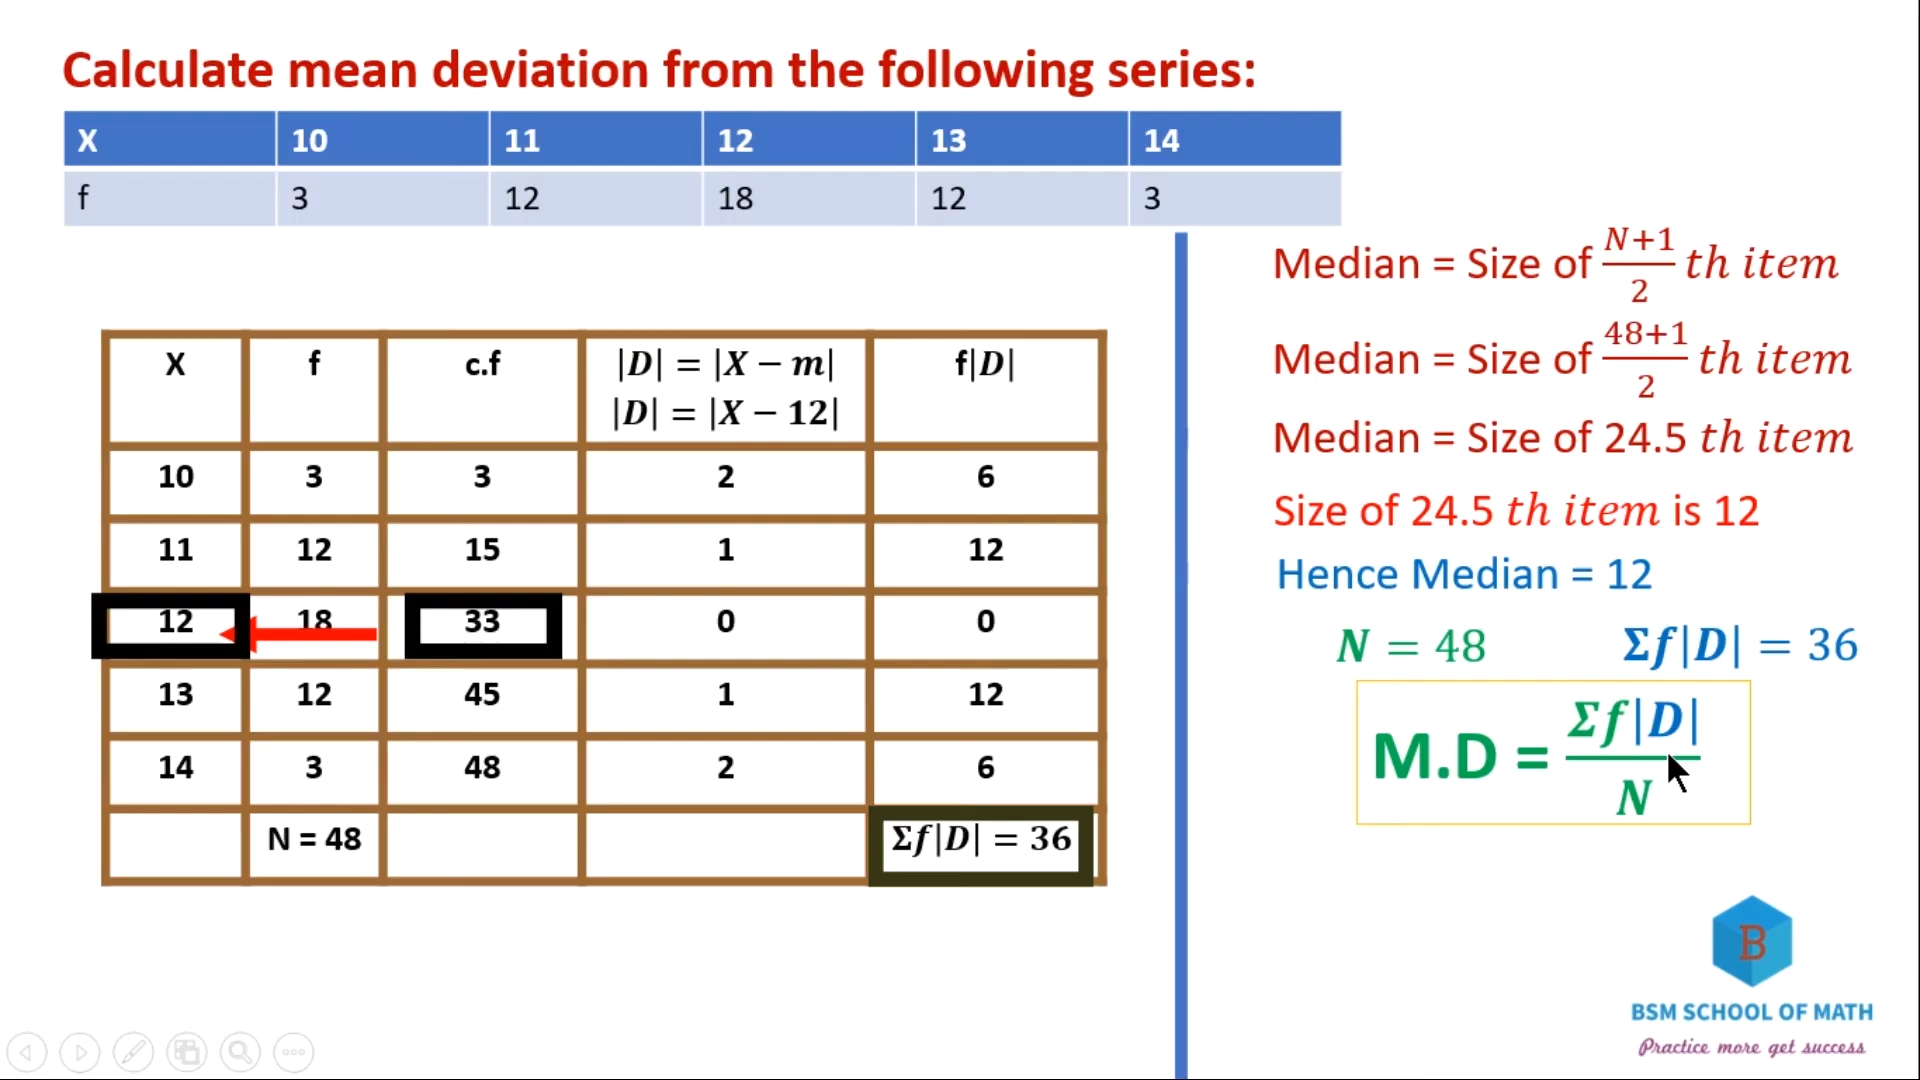 Calculate mean deviation from the following series:
X 10 11 12 13 14
f 3 12 18 12 3
X f c.f |D| = |X − m| f|D|
|D| = |X − 12|
10 3 3 2 6
11 12 15 1 12
12 18 33 0 0
13 12 45 1 12
14 3 48 2 6
N = 48 Σf|D| = 36
Median = Size of (N+1)/2 th item
Median = Size of (48+1)/2 th item
Median = Size of 24.5 th item
Size of 24.5 th item is 12
Hence Median = 12
N = 48 Σf|D| = 36
M.D = Σf|D|/N
B
BSM SCHOOL OF MATH
Practice more get success